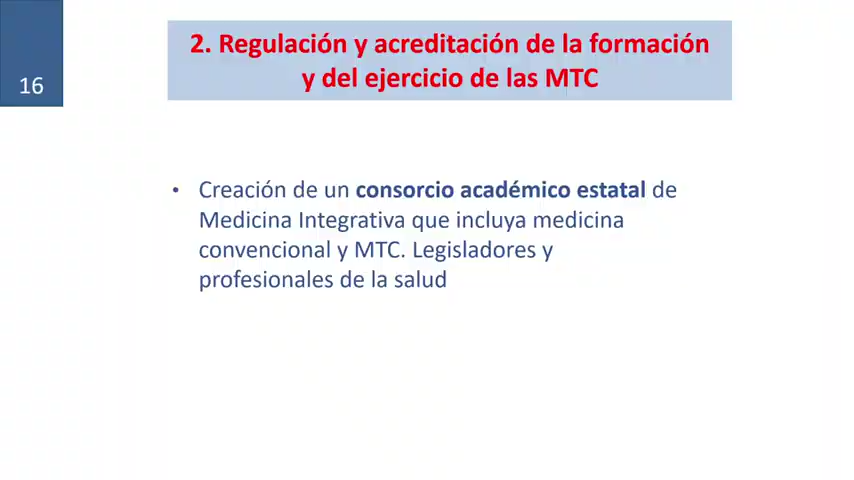 16
2. Regulación y acreditación de la formación
y del ejercicio de las MTC
• Creación de un consorcio académico estatal de
Medicina Integrativa que incluya medicina
convencional y MTC. Legisladores y
profesionales de la salud